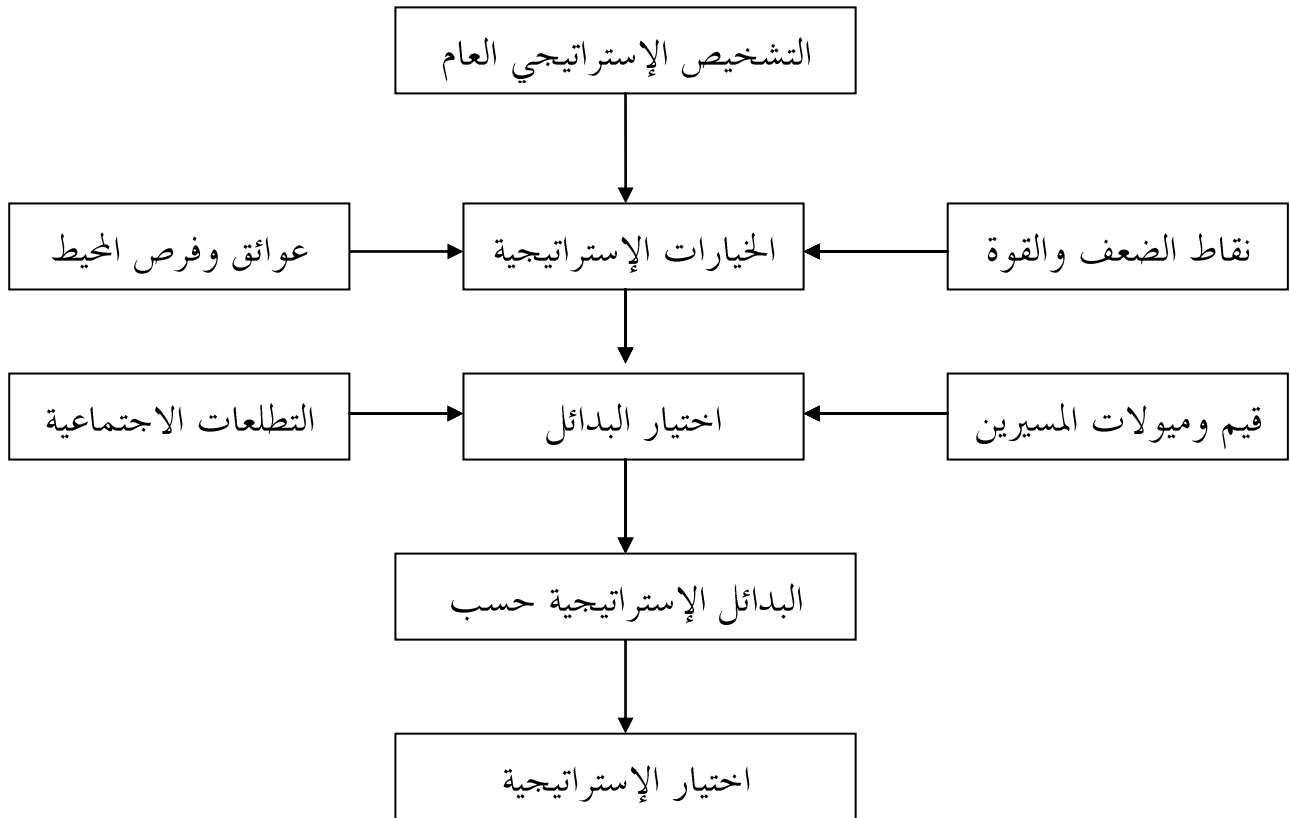 التشخيص الإستراتيجي العام
نقاط الضعف والقوة
الخيارات الإستراتيجية
عوائق وفرص المحيط
قيم وميولات المسيرين
اختيار البدائل
التطلعات الاجتماعية
البدائل الإستراتيجية حسب
اختيار الإستراتيجية